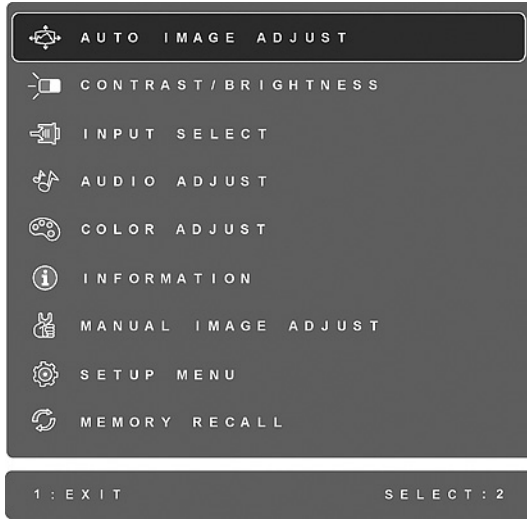 AUTO IMAGE ADJUST
CONTRAST/BRIGHTNESS
INPUT SELECT
AUDIO ADJUST
COLOR ADJUST
INFORMATION
MANUAL IMAGE ADJUST
SETUP MENU
MEMORY RECALL
1:EXIT SELECT:2